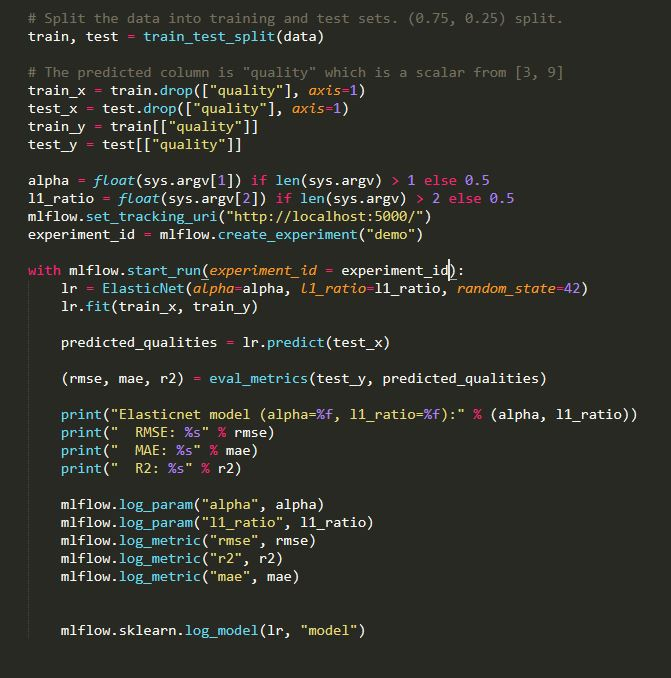 # Split the data into training and test sets. (0.75, 0.25) split.
train, test = train_test_split(data)
# The predicted column is "quality" which is a scalar from [3, 9]
train_x = train.drop(["quality"], axis=1)
test_x = test.drop(["quality"], axis=1)
train_y = train[["quality"]]
test_y = test[["quality"]]
alpha = float(sys.argv[1]) if len(sys.argv) > 1 else 0.5
l1_ratio = float(sys.argv[2]) if len(sys.argv) > 2 else 0.5
mlflow.set_tracking_uri("http://localhost:5000/")
experiment_id = mlflow.create_experiment("demo")
with mlflow.start_run(experiment_id = experiment_id):
    lr = ElasticNet(alpha=alpha, l1_ratio=l1_ratio, random_state=42)
    lr.fit(train_x, train_y)
    predicted_qualities = lr.predict(test_x)
    (rmse, mae, r2) = eval_metrics(test_y, predicted_qualities)
    print("Elasticnet model (alpha=%f, l1_ratio=%f):" % (alpha, l1_ratio))
    print("  RMSE: %s" % rmse)
    print("  MAE: %s" % mae)
    print("  R2: %s" % r2)
    mlflow.log_param("alpha", alpha)
    mlflow.log_param("l1_ratio", l1_ratio)
    mlflow.log_metric("rmse", rmse)
    mlflow.log_metric("r2", r2)
    mlflow.log_metric("mae", mae)
    mlflow.sklearn.log_model(lr, "model")